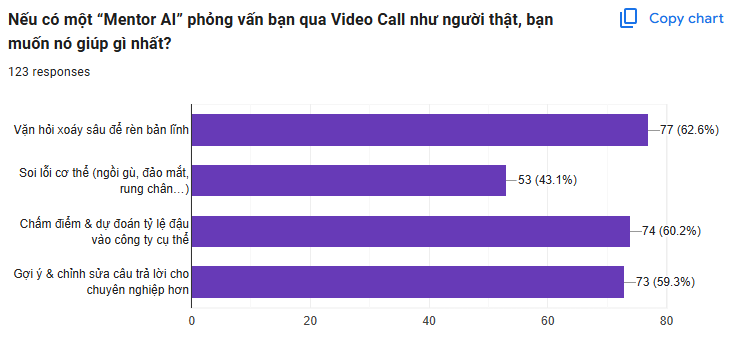 Nếu có một “Mentor AI” phỏng vấn bạn qua Video Call như người thật, bạn
muốn nó giúp gì nhất?
Copy chart
123 responses
Vặn hỏi xoáy sâu để rèn bản lĩnh
77 (62.6%)
Soi lỗi cơ thể (ngồi gù, đảo mắt,
rung chân…)
53 (43.1%)
Chấm điểm & dự đoán tỷ lệ đậu
vào công ty cụ thể
74 (60.2%)
Gợi ý & chỉnh sửa câu trả lời cho
chuyên nghiệp hơn
73 (59.3%)
0 20 40 60 80